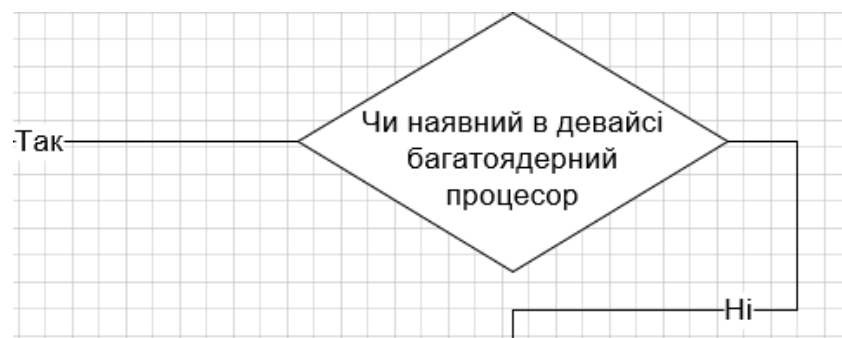 Чи наявний в девайсі
багатоядерний
процесор
Так
Ні